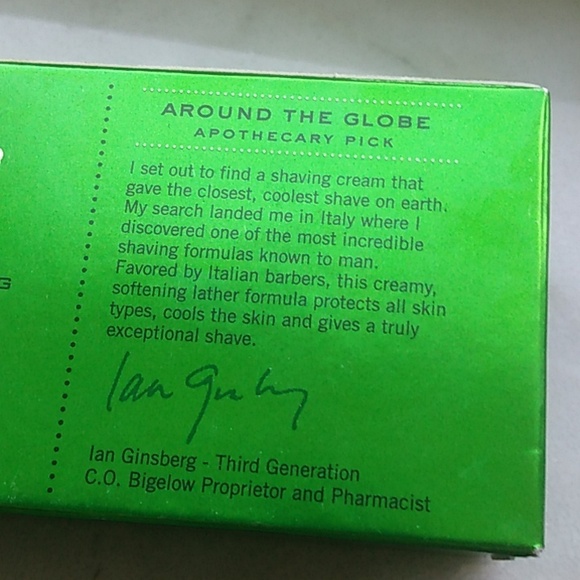 AROUND THE GLOBE
APOTHECARY PICK
I set out to find a shaving cream that
gave the closest, coolest shave on earth.
My search landed me in Italy where I
discovered one of the most incredible
shaving formulas known to man.
Favored by Italian barbers, this creamy,
softening lather formula protects all skin
types, cools the skin and gives a truly
exceptional shave.
Ian Ginsberg
Ian Ginsberg - Third Generation
C.O. Bigelow Proprietor and Pharmacist